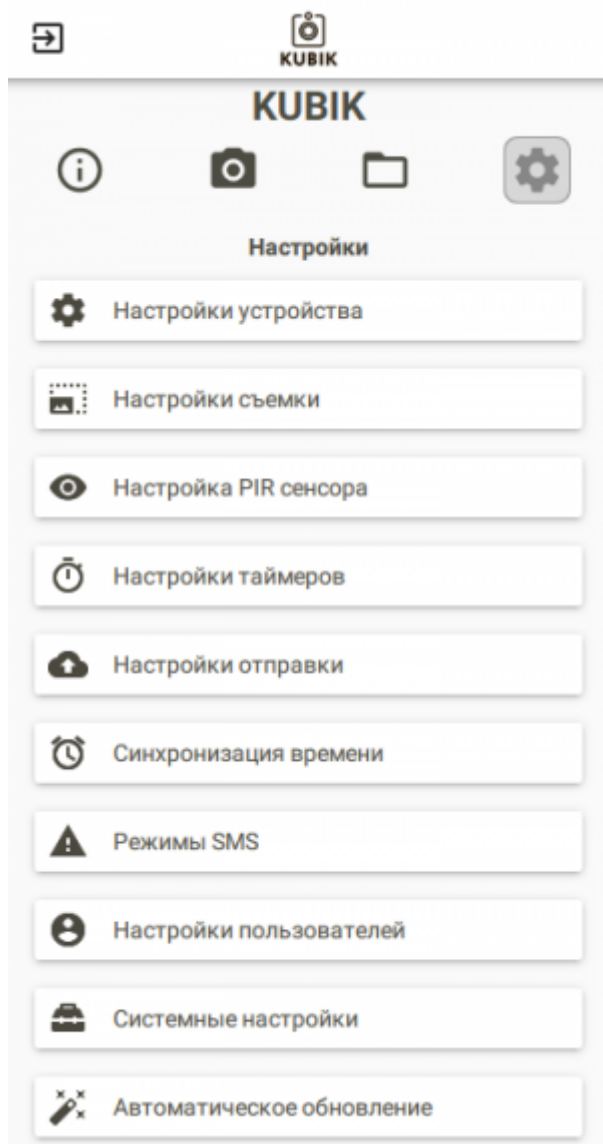 KUBIK
KUBIK
Настройки
Настройки устройства
Настройки съемки
Настройка PIR сенсора
Настройки таймеров
Настройки отправки
Синхронизация времени
Режимы SMS
Настройки пользователей
Системные настройки
Автоматическое обновление